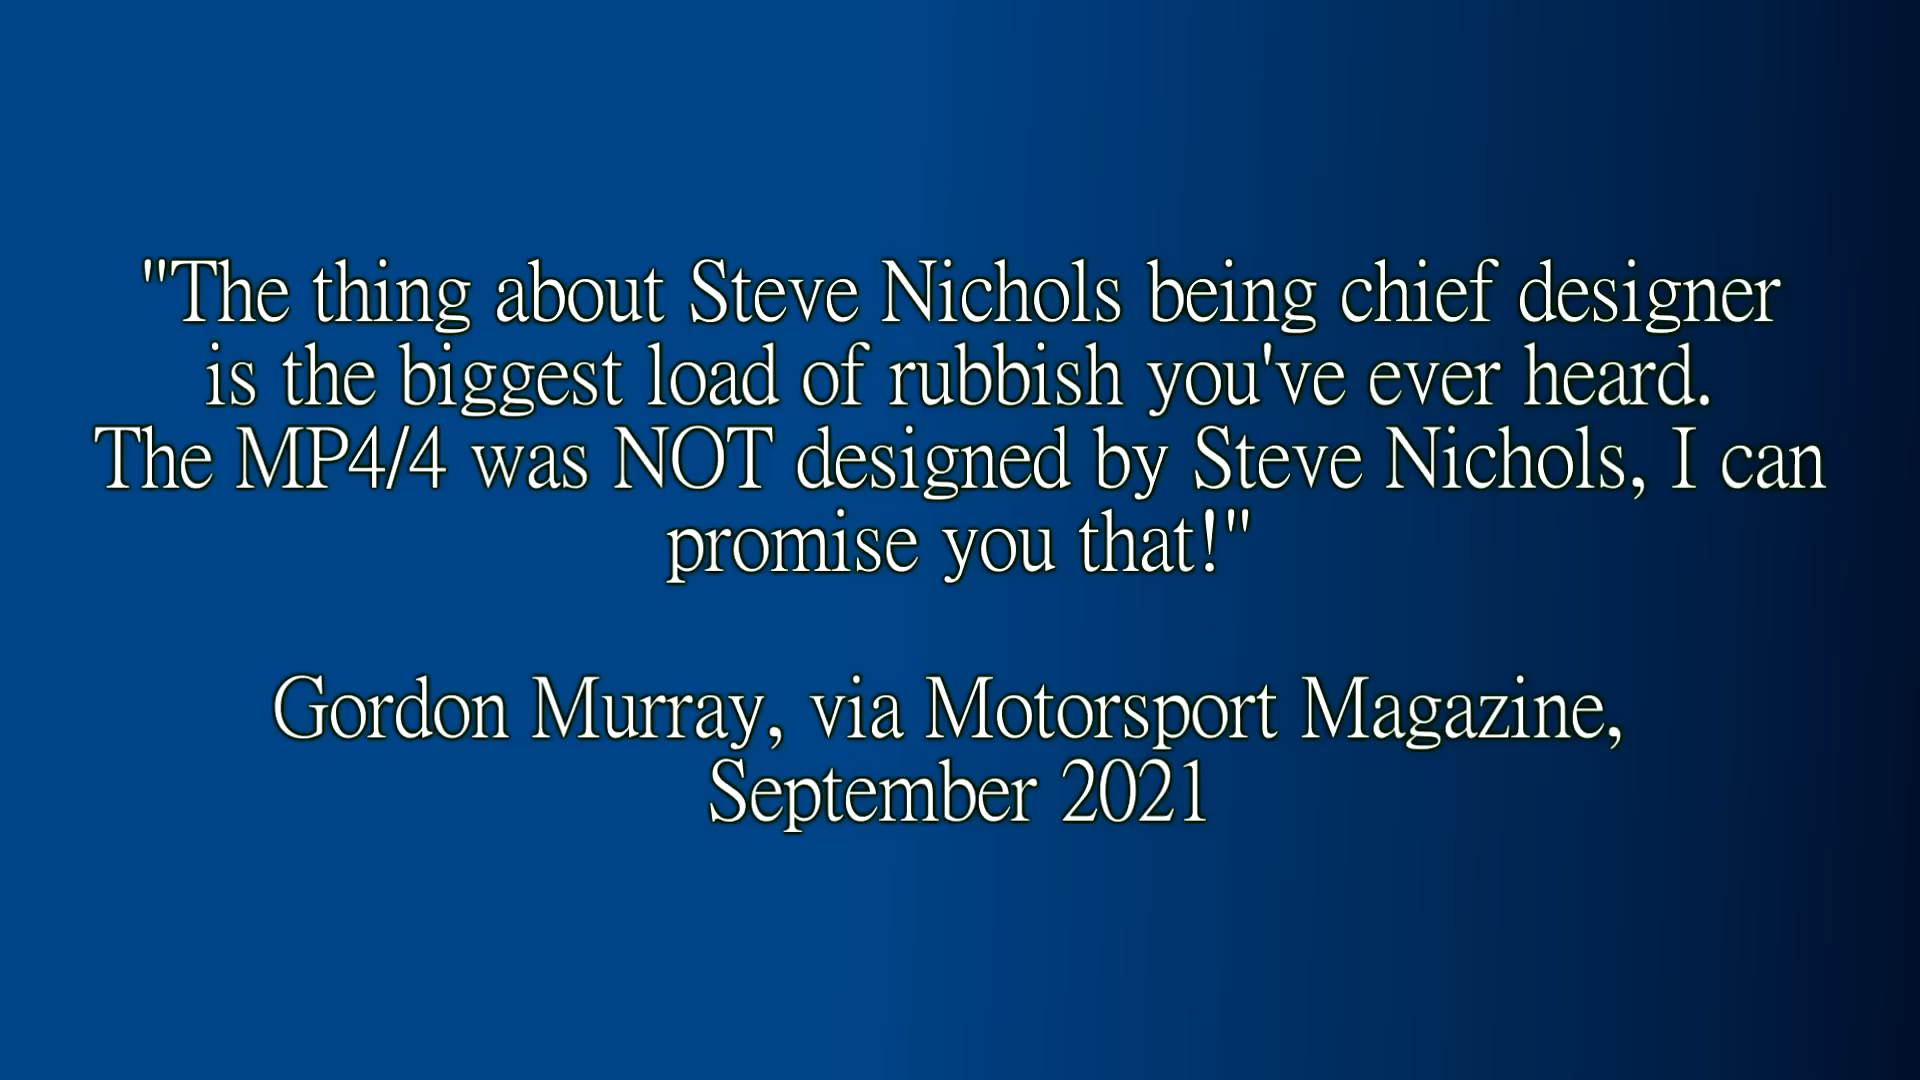 "The thing about Steve Nichols being chief designer
is the biggest load of rubbish you've ever heard.
The MP4/4 was NOT designed by Steve Nichols, I can
promise you that!"
Gordon Murray, via Motorsport Magazine,
September 2021